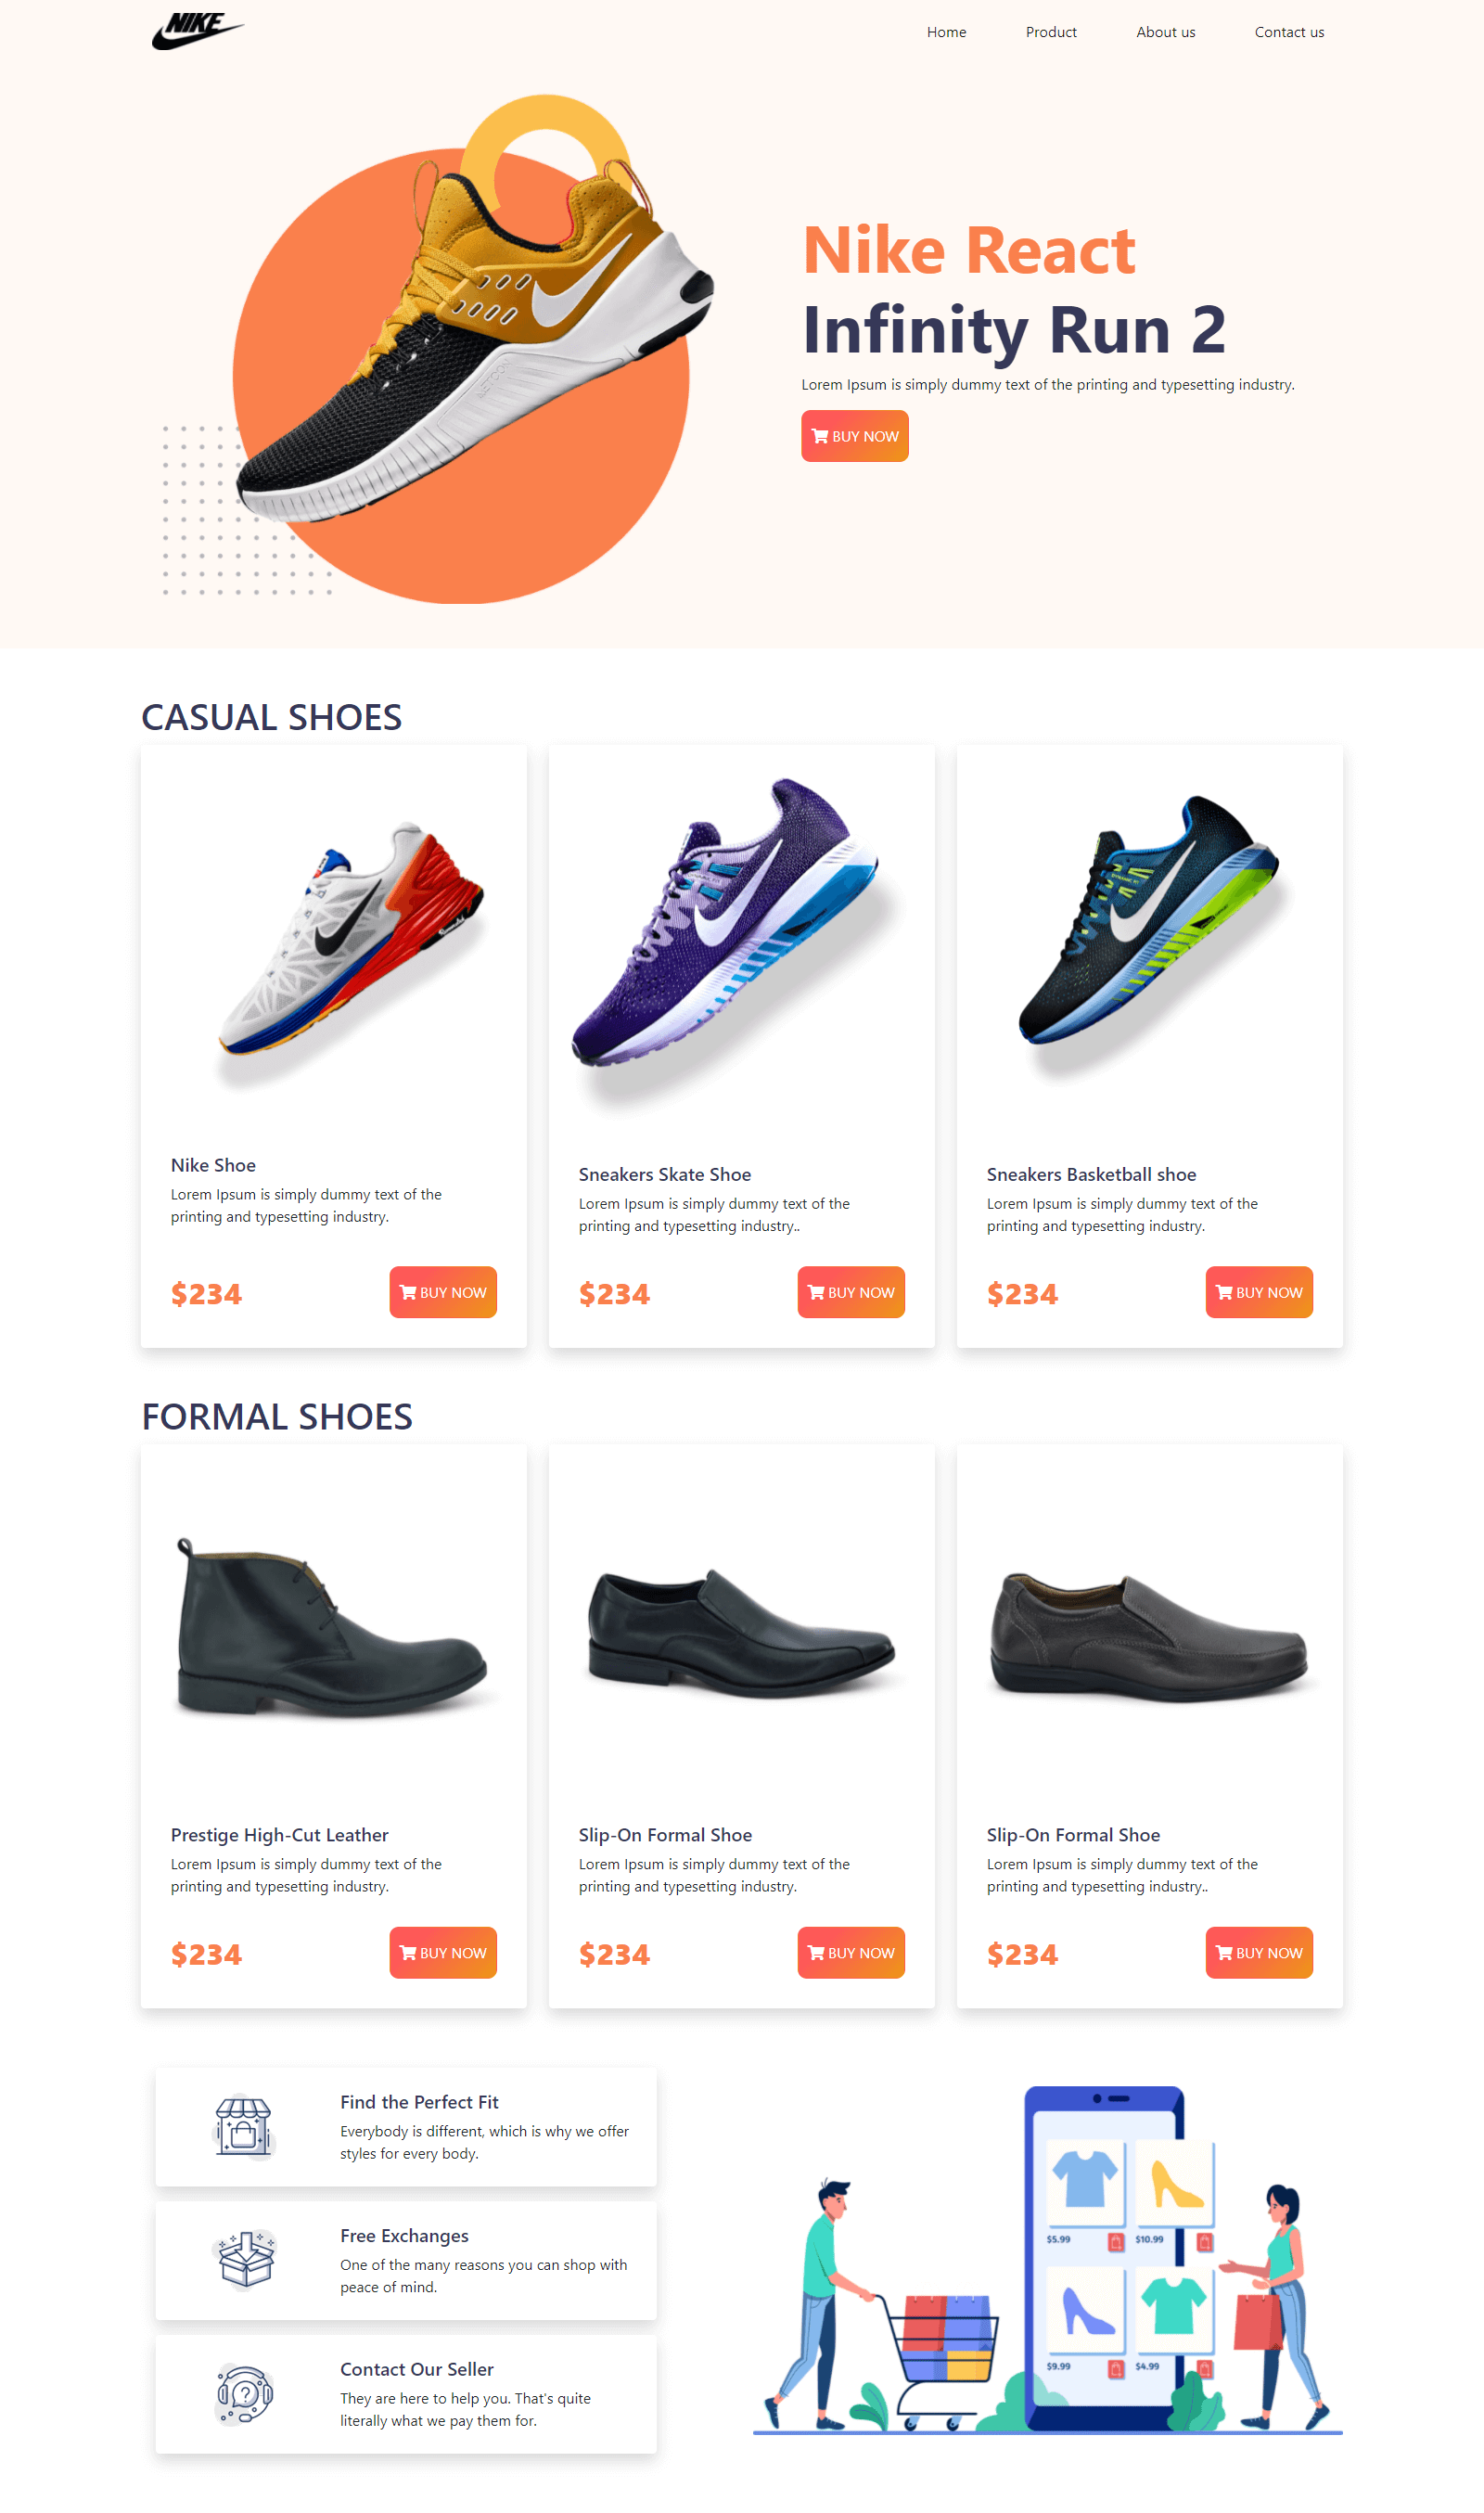 NIKE
Home Product About us Contact us
Nike React
Infinity Run 2
Lorem Ipsum is simply dummy text of the printing and typesetting industry.
BUY NOW
CASUAL SHOES
Nike Shoe
Lorem Ipsum is simply dummy text of the
printing and typesetting industry.
$234 BUY NOW
Sneakers Skate Shoe
Lorem Ipsum is simply dummy text of the
printing and typesetting industry..
$234 BUY NOW
Sneakers Basketball shoe
Lorem Ipsum is simply dummy text of the
printing and typesetting industry.
$234 BUY NOW
FORMAL SHOES
Prestige High-Cut Leather
Lorem Ipsum is simply dummy text of the
printing and typesetting industry.
$234 BUY NOW
Slip-On Formal Shoe
Lorem Ipsum is simply dummy text of the
printing and typesetting industry.
$234 BUY NOW
Slip-On Formal Shoe
Lorem Ipsum is simply dummy text of the
printing and typesetting industry..
$234 BUY NOW
Find the Perfect Fit
Everybody is different, which is why we offer
styles for every body.
Free Exchanges
One of the many reasons you can shop with
peace of mind.
Contact Our Seller
They are here to help you. That's quite
literally what we pay them for.
$5.99 $10.99
$9.99 $4.99